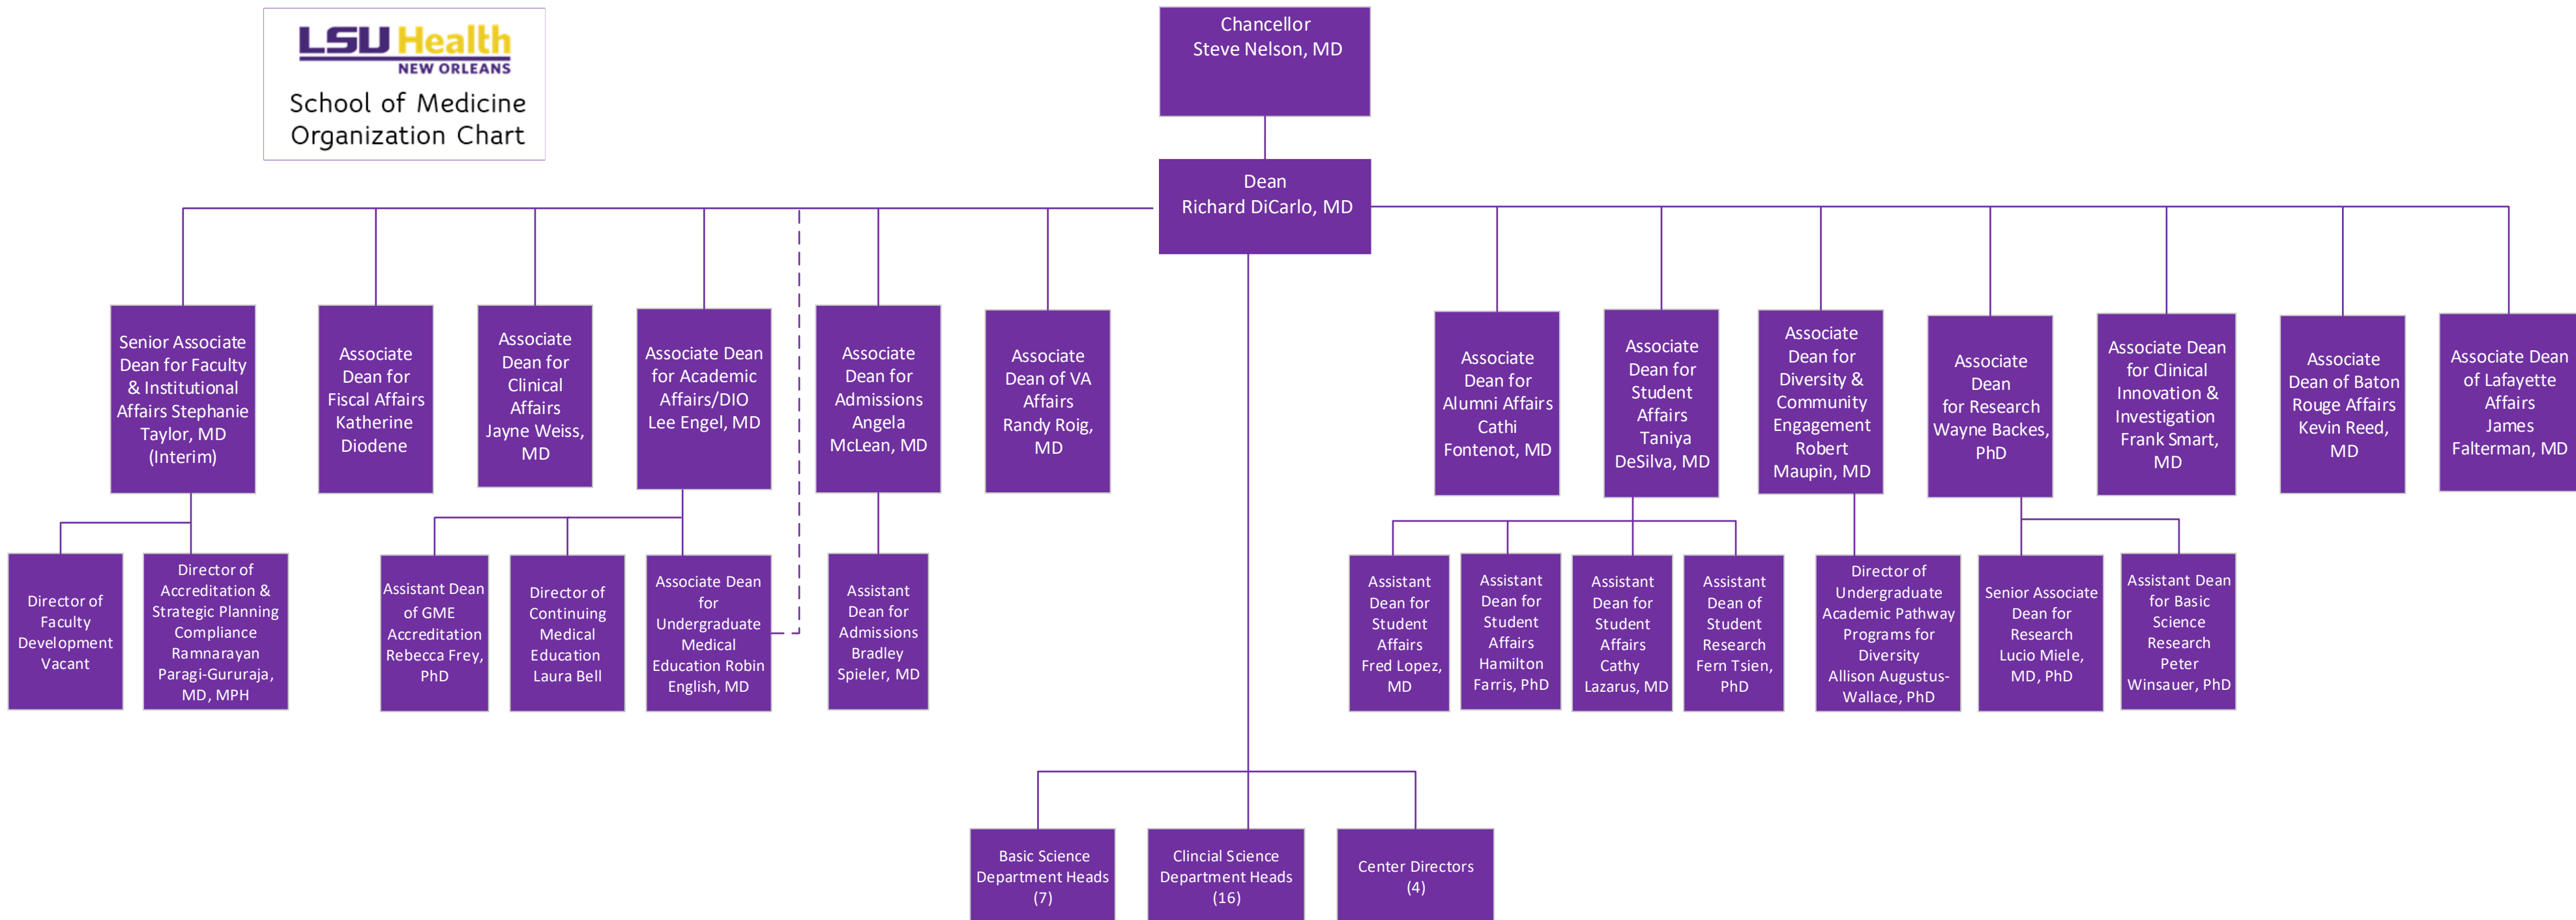 LSU Health
NEW ORLEANS
School of Medicine
Organization Chart
Chancellor
Steve Nelson, MD
Dean
Richard DiCarlo, MD
Senior Associate
Dean for Faculty
& Institutional
Affairs Stephanie
Taylor, MD
(Interim)
Associate
Dean for
Fiscal Affairs
Katherine
Diodene
Associate
Dean for
Clinical
Affairs
Jayne Weiss,
MD
Associate Dean
for Academic
Affairs/DIO
Lee Engel, MD
Associate
Dean for
Admissions
Angela
McLean, MD
Associate
Dean of VA
Affairs
Randy Roig,
MD
Associate
Dean for
Alumni Affairs
Cathi
Fontenot, MD
Associate
Dean for
Student
Affairs
Taniya
DeSilva, MD
Associate
Dean for
Diversity &
Community
Engagement
Robert
Maupin, MD
Associate
Dean
for Research
Wayne Backes,
PhD
Associate Dean
for Clinical
Innovation &
Investigation
Frank Smart,
MD
Associate
Dean of Baton
Rouge Affairs
Kevin Reed,
MD
Associate Dean
of Lafayette
Affairs
James
Falterman, MD
Director of
Faculty
Development
Vacant
Director of
Accreditation &
Strategic Planning
Compliance
Ramnarayan
Paragi-Gururaja,
MD, MPH
Assistant Dean
of GME
Accreditation
Rebecca Frey,
PhD
Director of
Continuing
Medical
Education
Laura Bell
Associate Dean
for
Undergraduate
Medical
Education Robin
English, MD
Assistant
Dean for
Admissions
Bradley
Spieler, MD
Assistant
Dean for
Student
Affairs
Fred Lopez,
MD
Assistant
Dean for
Student
Affairs
Hamilton
Farris, PhD
Assistant
Dean for
Student
Affairs
Cathy
Lazarus, MD
Assistant
Dean of
Student
Research
Fern Tsien,
PhD
Director of
Undergraduate
Academic Pathway
Programs for
Diversity
Allison Augustus-
Wallace, PhD
Senior Associate
Dean for
Research
Lucio Miele,
MD, PhD
Assistant Dean
for Basic
Science
Research
Peter
Winsauer, PhD
Basic Science
Department Heads
(7)
Clincial Science
Department Heads
(16)
Center Directors
(4)